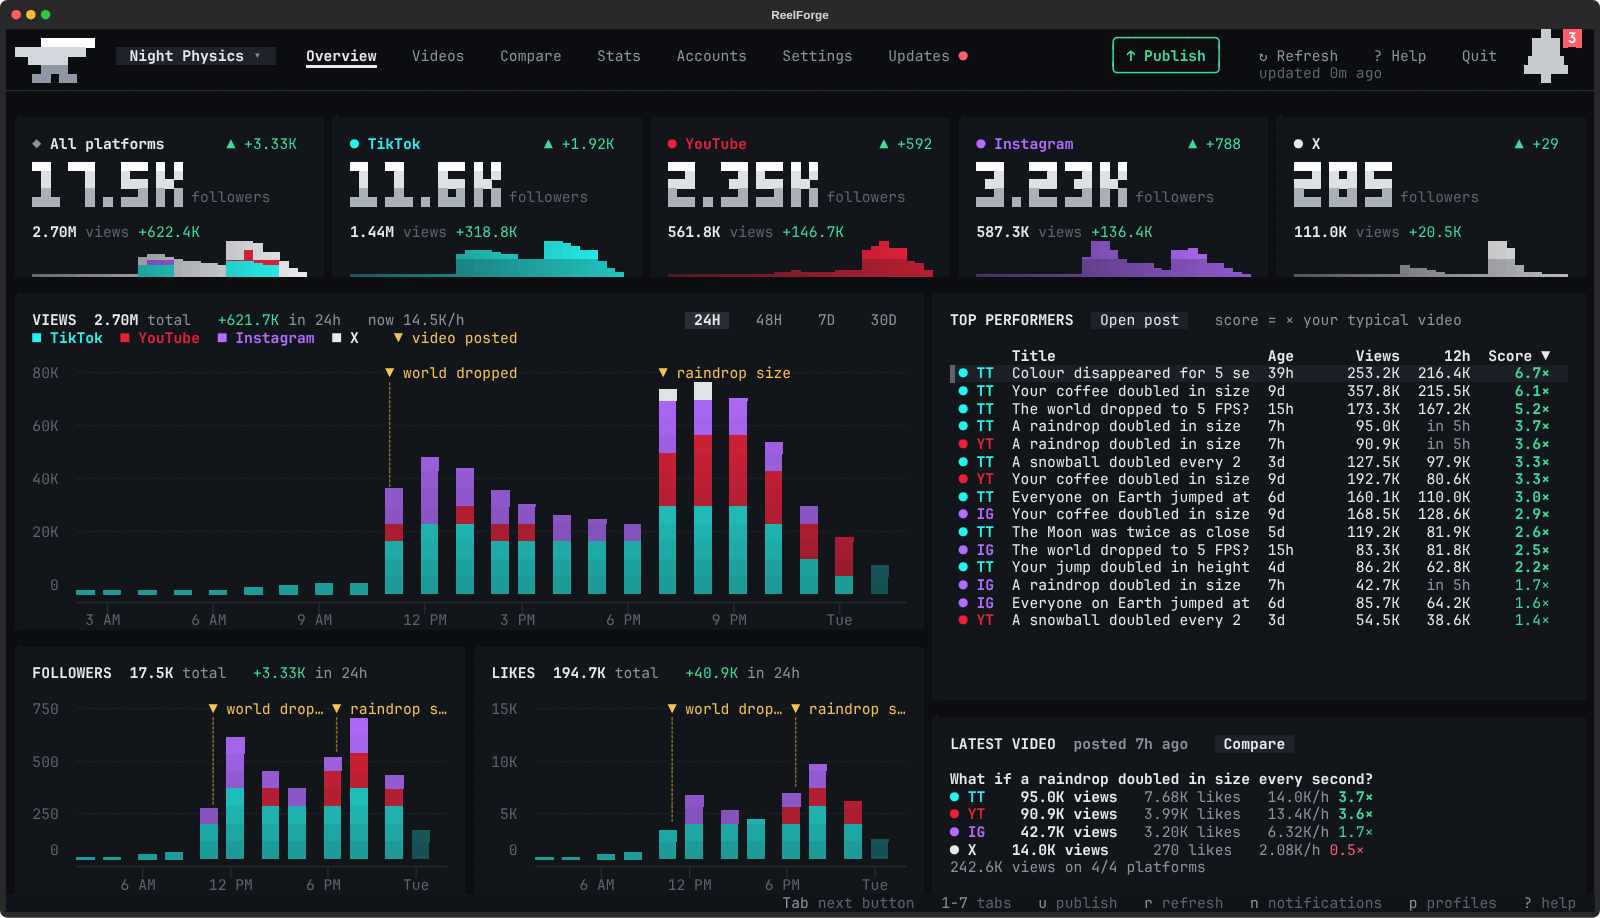 ReelForge
Night Physics ▾ Overview Videos Compare Stats Accounts Settings Updates ● ↑ Publish ↻ Refresh ? Help Quit 3
updated 0m ago
◆ All platforms ▲ +3.33K
17.5K followers
2.70M views +622.4K
● TikTok ▲ +1.92K
11.6K followers
1.44M views +318.8K
● YouTube ▲ +592
2.35K followers
561.8K views +146.7K
● Instagram ▲ +788
3.23K followers
587.3K views +136.4K
● X ▲ +29
285 followers
111.0K views +20.5K
VIEWS 2.70M total +621.7K in 24h now 14.5K/h 24H 48H 7D 30D
■ TikTok ■ YouTube ■ Instagram ■ X ▼ video posted
80K ▼ world dropped ▼ raindrop size
60K
40K
20K
0
3 AM 6 AM 9 AM 12 PM 3 PM 6 PM 9 PM Tue
TOP PERFORMERS Open post score = × your typical video
Title Age Views 12h Score ▼
● TT Colour disappeared for 5 se 39h 253.2K 216.4K 6.7×
● TT Your coffee doubled in size 9d 357.8K 215.5K 6.1×
● TT The world dropped to 5 FPS? 15h 173.3K 167.2K 5.2×
● TT A raindrop doubled in size 7h 95.0K in 5h 3.7×
● YT A raindrop doubled in size 7h 90.9K in 5h 3.6×
● TT A snowball doubled every 2 3d 127.5K 97.9K 3.3×
● YT Your coffee doubled in size 9d 192.7K 80.6K 3.3×
● TT Everyone on Earth jumped at 6d 160.1K 110.0K 3.0×
● IG Your coffee doubled in size 9d 168.5K 128.6K 2.9×
● TT The Moon was twice as close 5d 119.2K 81.9K 2.6×
● IG The world dropped to 5 FPS? 15h 83.3K 81.8K 2.5×
● TT Your jump doubled in height 4d 86.2K 62.8K 2.2×
● IG A raindrop doubled in size 7h 42.7K in 5h 1.7×
● IG Everyone on Earth jumped at 6d 85.7K 64.2K 1.6×
● YT A snowball doubled every 2 3d 54.5K 38.6K 1.4×
FOLLOWERS 17.5K total +3.33K in 24h
750 ▼ world drop… ▼ raindrop s…
500
250
0
6 AM 12 PM 6 PM Tue
LIKES 194.7K total +40.9K in 24h
15K ▼ world drop… ▼ raindrop s…
10K
5K
0
6 AM 12 PM 6 PM Tue
LATEST VIDEO posted 7h ago Compare
What if a raindrop doubled in size every second?
● TT 95.0K views 7.68K likes 14.0K/h 3.7×
● YT 90.9K views 3.99K likes 13.4K/h 3.6×
● IG 42.7K views 3.20K likes 6.32K/h 1.7×
● X 14.0K views 270 likes 2.08K/h 0.5×
242.6K views on 4/4 platforms
Tab next button 1-7 tabs u publish r refresh n notifications p profiles ? help